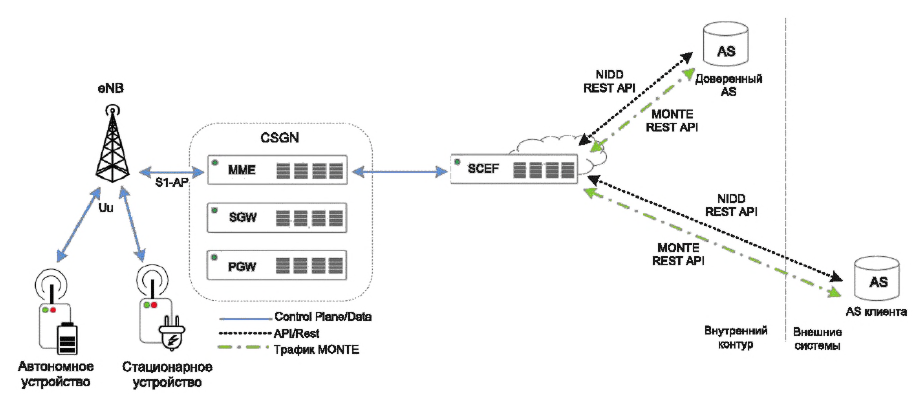 AS
Доверенный
AS
NIDD
REST API
MONTE
REST API
eNB
CSGN
MME
SCEF
S1-AP
SGW
Uu
NIDD
REST API
MONTE
REST API
PGW
AS
AS клиента
Control Plane/Data
API/Rest
Трафик MONTE
Внутренний
контур
Внешние
системы
Автономное
устройство
Стационарное
устройство